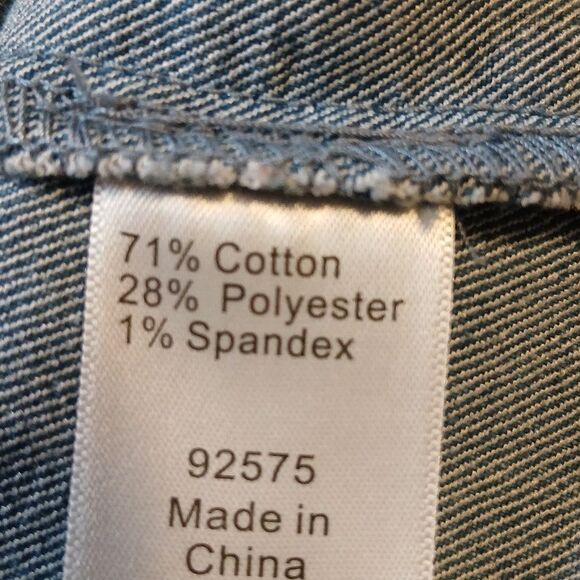 71% Cotton
28% Polyester
1% Spandex
92575
Made in
China